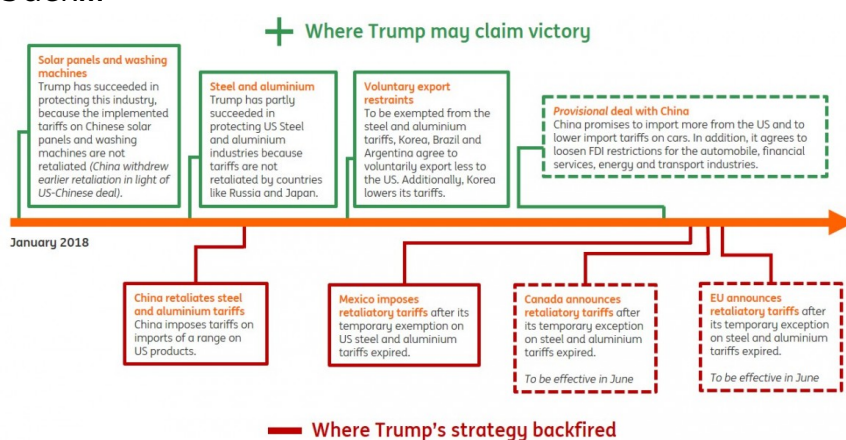 Where Trump may claim victory
Solar panels and washing
machines
Trump has succeeded in
protecting this industry,
because the implemented
tariffs on Chinese solar
panels and washing
machines are not
retaliated (China withdrew
earlier retaliation in light of
US-Chinese deal).
Steel and aluminium
Trump has partly
succeeded in
protecting US Steel
and aluminium
industries because
tariffs are not
retaliated by countries
like Russia and Japan.
Voluntary export
restraints
To be exempted from the
steel and aluminium
tariffs, Korea, Brazil and
Argentina agree to
voluntarily export less to
the US. Additionally, Korea
lowers its tariffs.
Provisional deal with China
China promises to import more from the US and to
lower import tariffs on cars. In addition, it agrees to
loosen FDI restrictionn for the automobile, financial
services, energy and transport industries.
January 2018
China retaliates steel
and aluminium tariffs
China imposes tariffs on
imports of a range on
US products.
Mexico imposes
retaliatory tariffs after its
temporary exemption on
US steel and aluminium
tariffs expired.
Canada announces
retaliatory tariffs after
its temporary exception
on steel and aluminium
tariffs expired.
To be effective in June
EU announces
retaliatory tariffs after
its temporary exception
on steel and aluminium
tariffs expired.
To be effective in June
Where Trump's strategy backfired